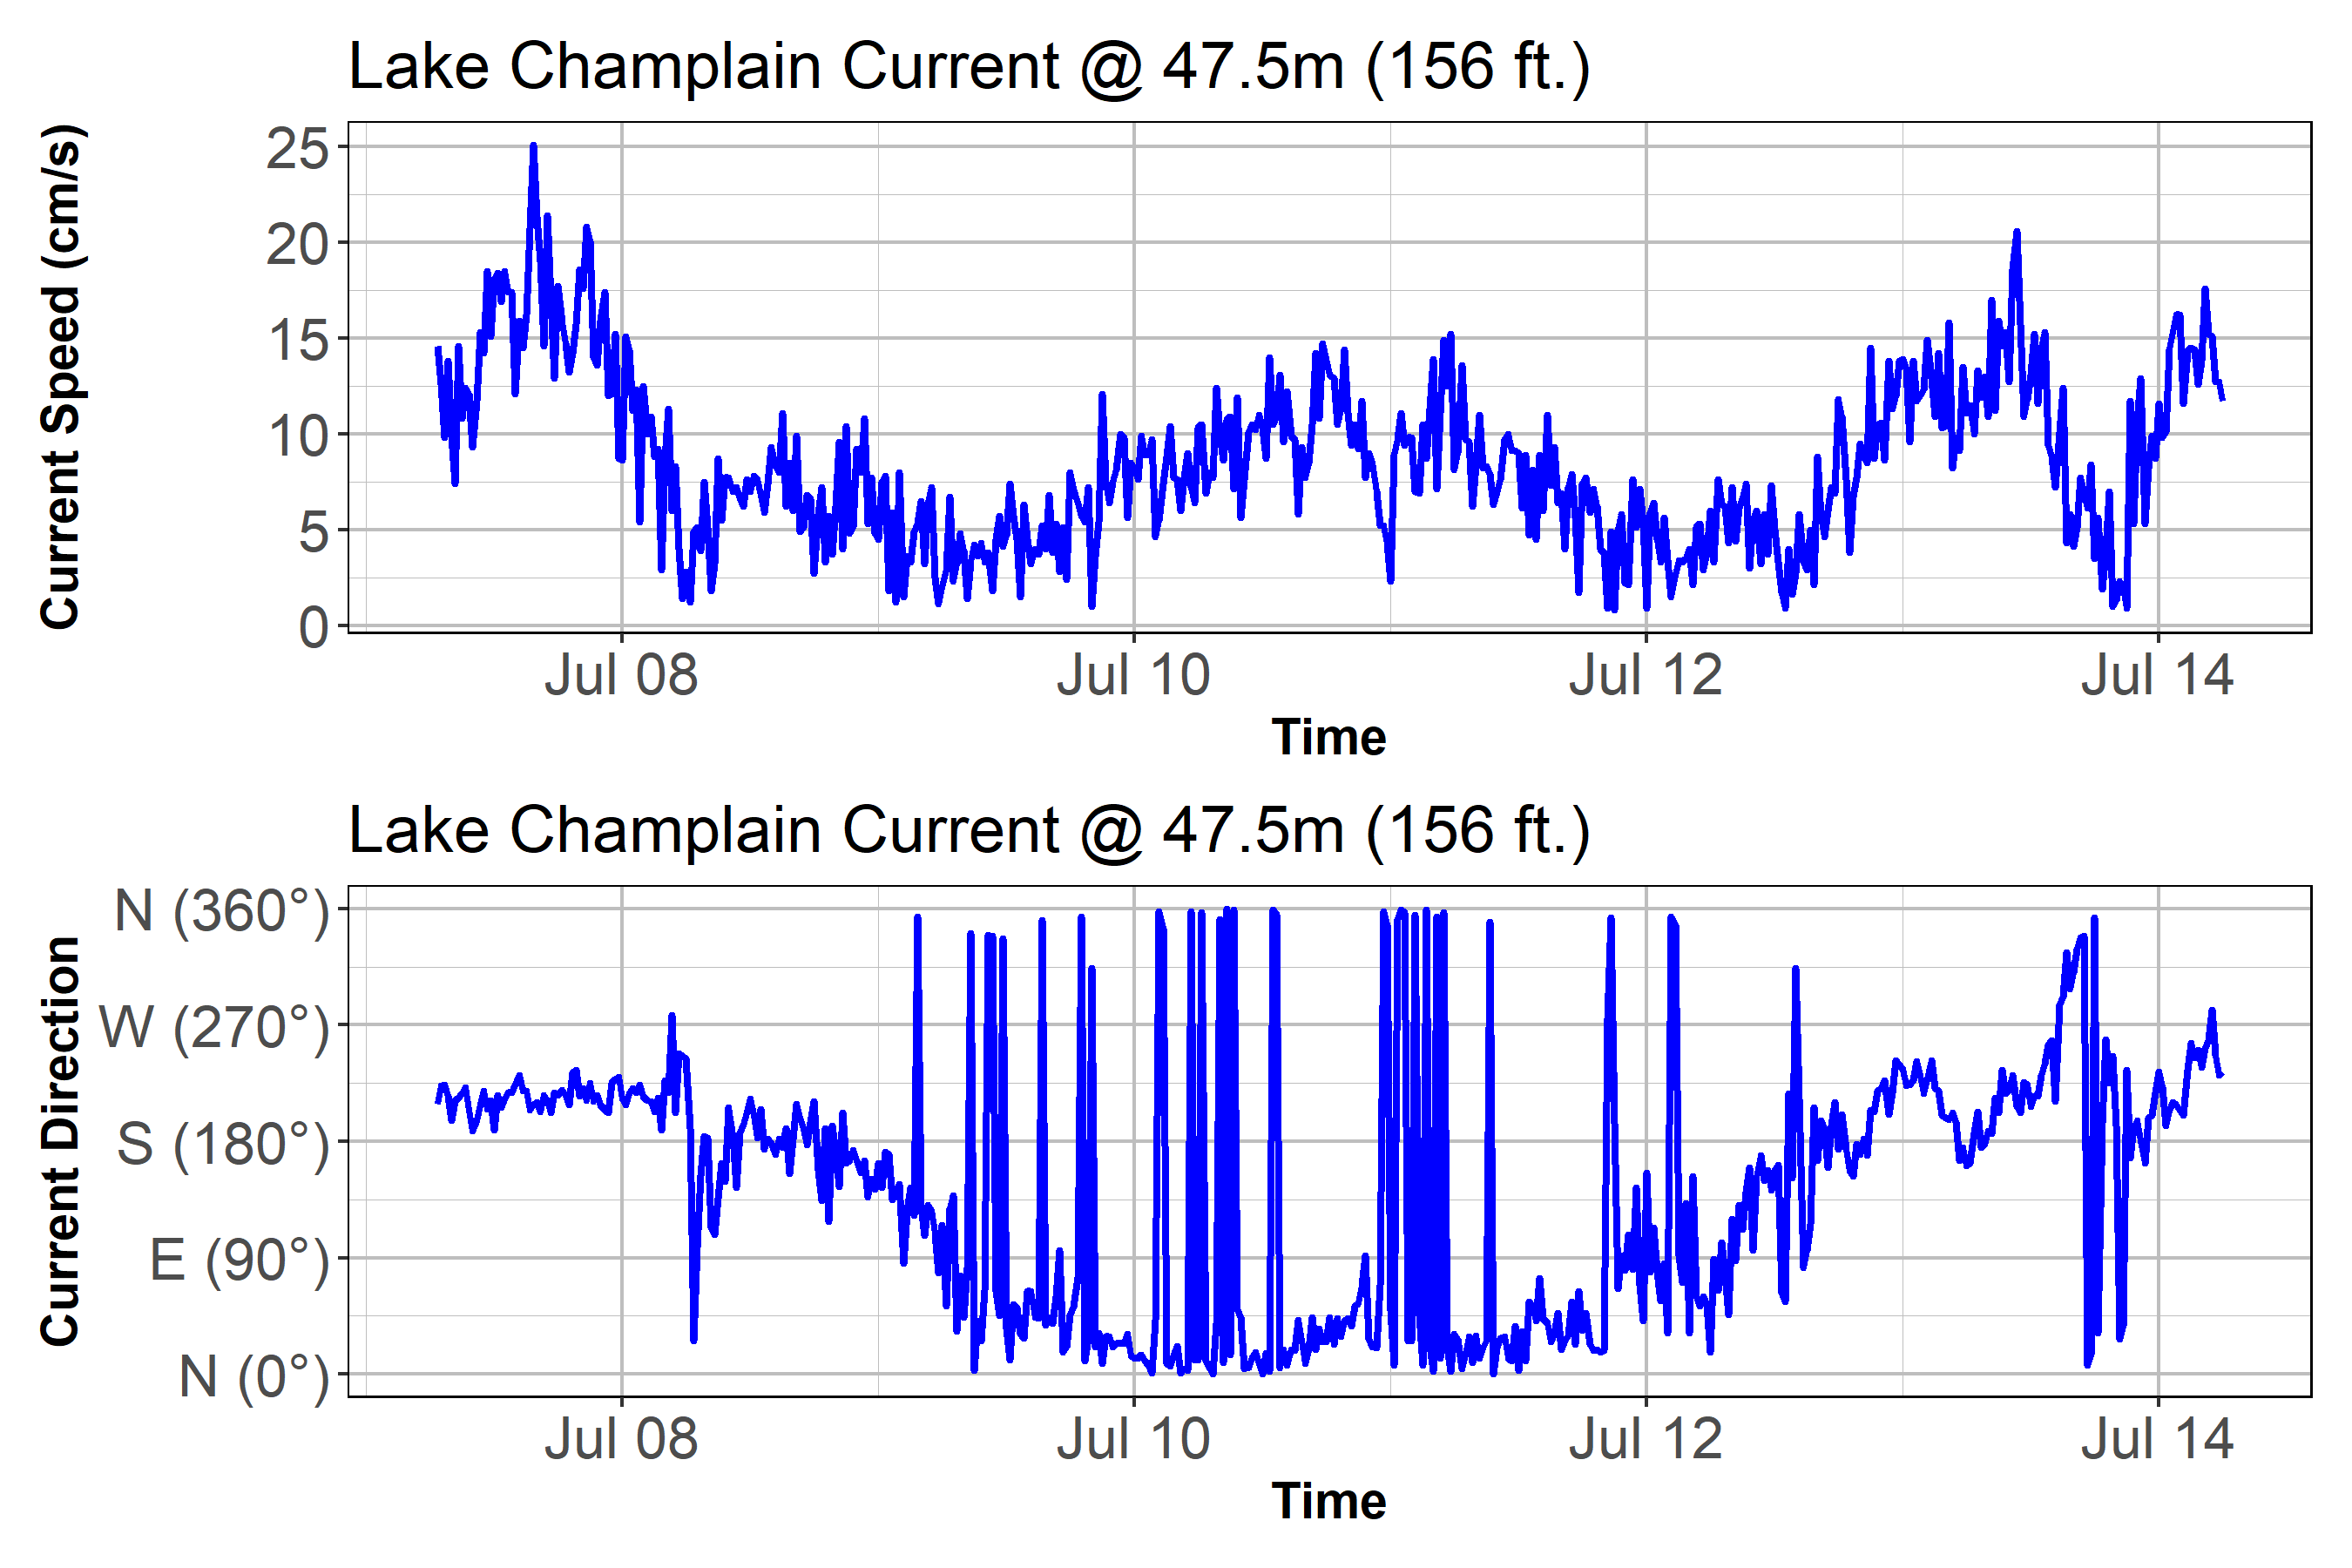 Lake Champlain Current @ 47.5m (156 ft.)
Current Speed (cm/s)
25
20
15
10
5
0
Jul 08 Jul 10 Jul 12 Jul 14
Time
Lake Champlain Current @ 47.5m (156 ft.)
Current Direction
N (360°)
W (270°)
S (180°)
E (90°)
N (0°)
Jul 08 Jul 10 Jul 12 Jul 14
Time